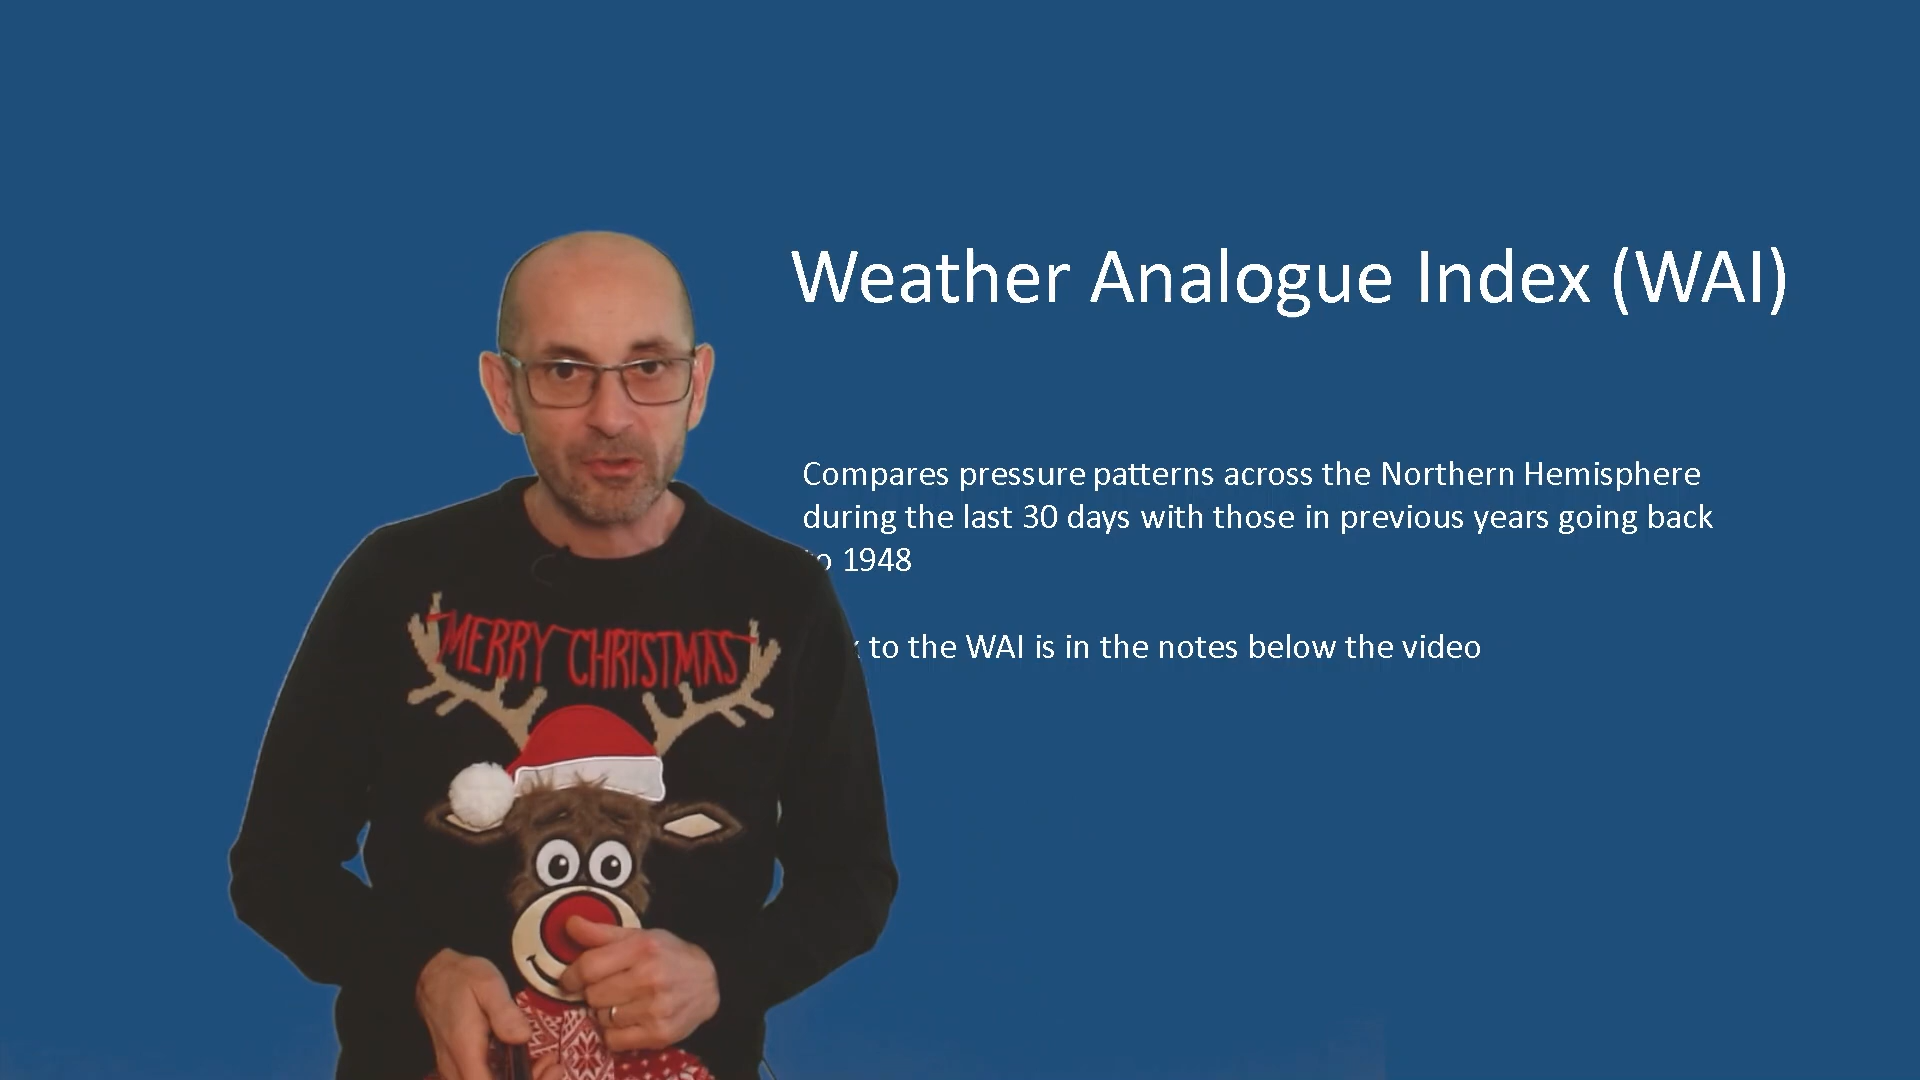 Weather Analogue Index (WAI)
Compares pressure patterns across the Northern Hemisphere
during the last 30 days with those in previous years going back
to 1948
to the WAI is in the notes below the video
MERRY CHRISTMAS